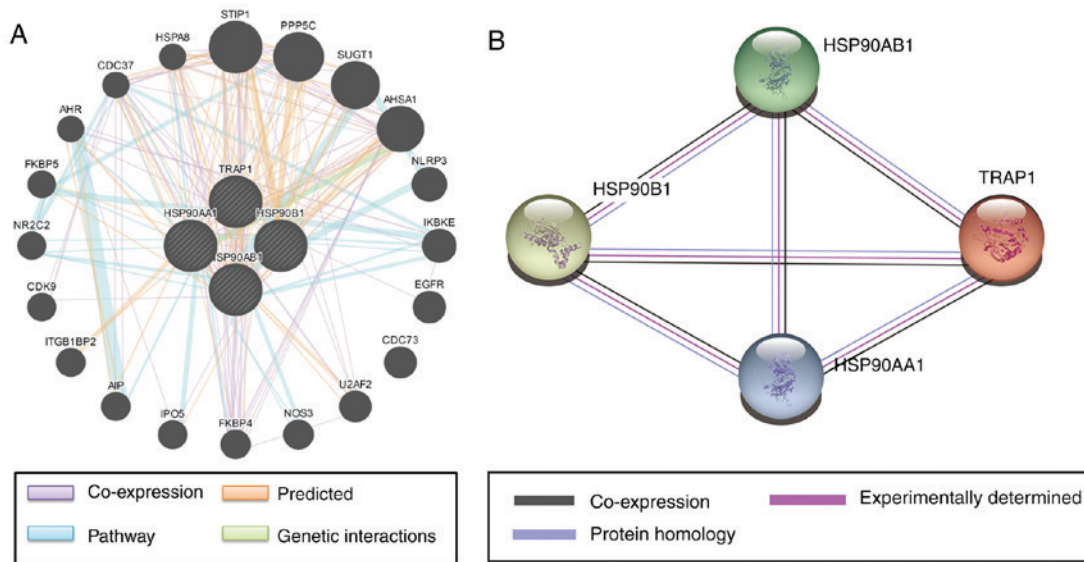 A
STIP1
HSPA8
PPP5C
CDC37
SUGT1
AHR
AHSA1
FKBP5
TRAP1
NLRP3
NR2C2
HSP90AA1
HSP90B1
IKBKE
CDK9
HSP90AB1
EGFR
ITGB1BP2
CDC73
AIP
U2AF2
IPO5
FKBP4
NOS3
Co-expression
Predicted
Pathway
Genetic interactions
B
HSP90AB1
HSP90B1
TRAP1
HSP90AA1
Co-expression
Experimentally determined
Protein homology